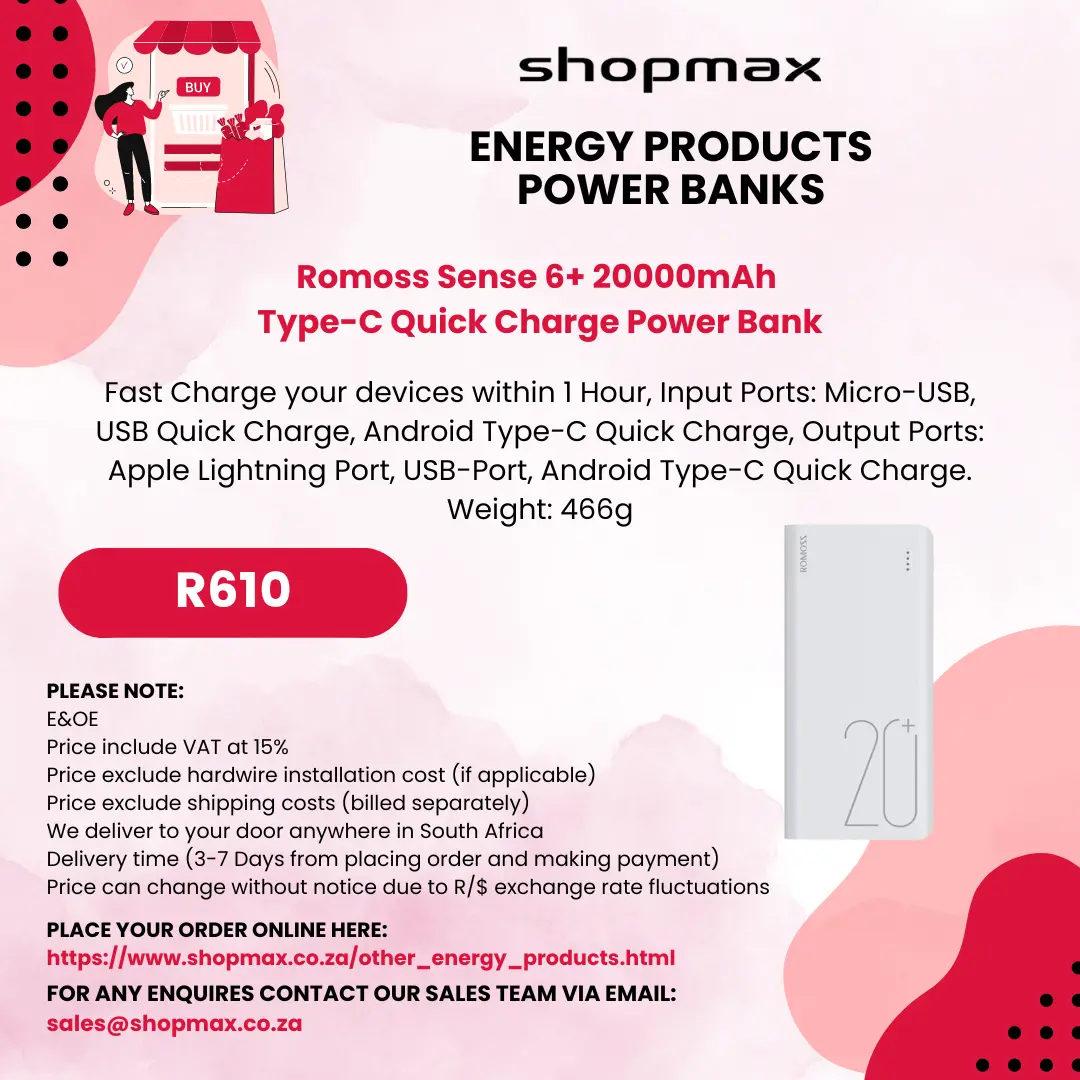 BUY
shopmax
ENERGY PRODUCTS
POWER BANKS
Romoss Sense 6+ 20000mAh
Type-C Quick Charge Power Bank
Fast Charge your devices within 1 Hour, Input Ports: Micro-USB,
USB Quick Charge, Android Type-C Quick Charge, Output Ports:
Apple Lightning Port, USB-Port, Android Type-C Quick Charge.
Weight: 466g
ROMOSS
R610
20+
PLEASE NOTE:
E&OE
Price include VAT at 15%
Price exclude hardwire installation cost (if applicable)
Price exclude shipping costs (billed separately)
We deliver to your door anywhere in South Africa
Delivery time (3-7 Days from placing order and making payment)
Price can change without notice due to R/$ exchange rate fluctuations
PLACE YOUR ORDER ONLINE HERE:
https://www.shopmax.co.za/other_energy_products.html
FOR ANY ENQUIRES CONTACT OUR SALES TEAM VIA EMAIL:
sales@shopmax.co.za